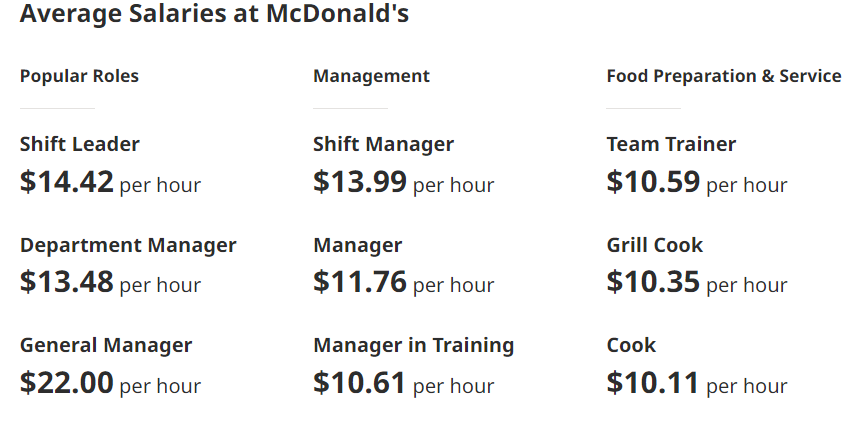 Average Salaries at McDonald's
Popular Roles
Shift Leader
$14.42 per hour
Department Manager
$13.48 per hour
General Manager
$22.00 per hour
Management
Shift Manager
$13.99 per hour
Manager
$11.76 per hour
Manager in Training
$10.61 per hour
Food Preparation & Service
Team Trainer
$10.59 per hour
Grill Cook
$10.35 per hour
Cook
$10.11 per hour